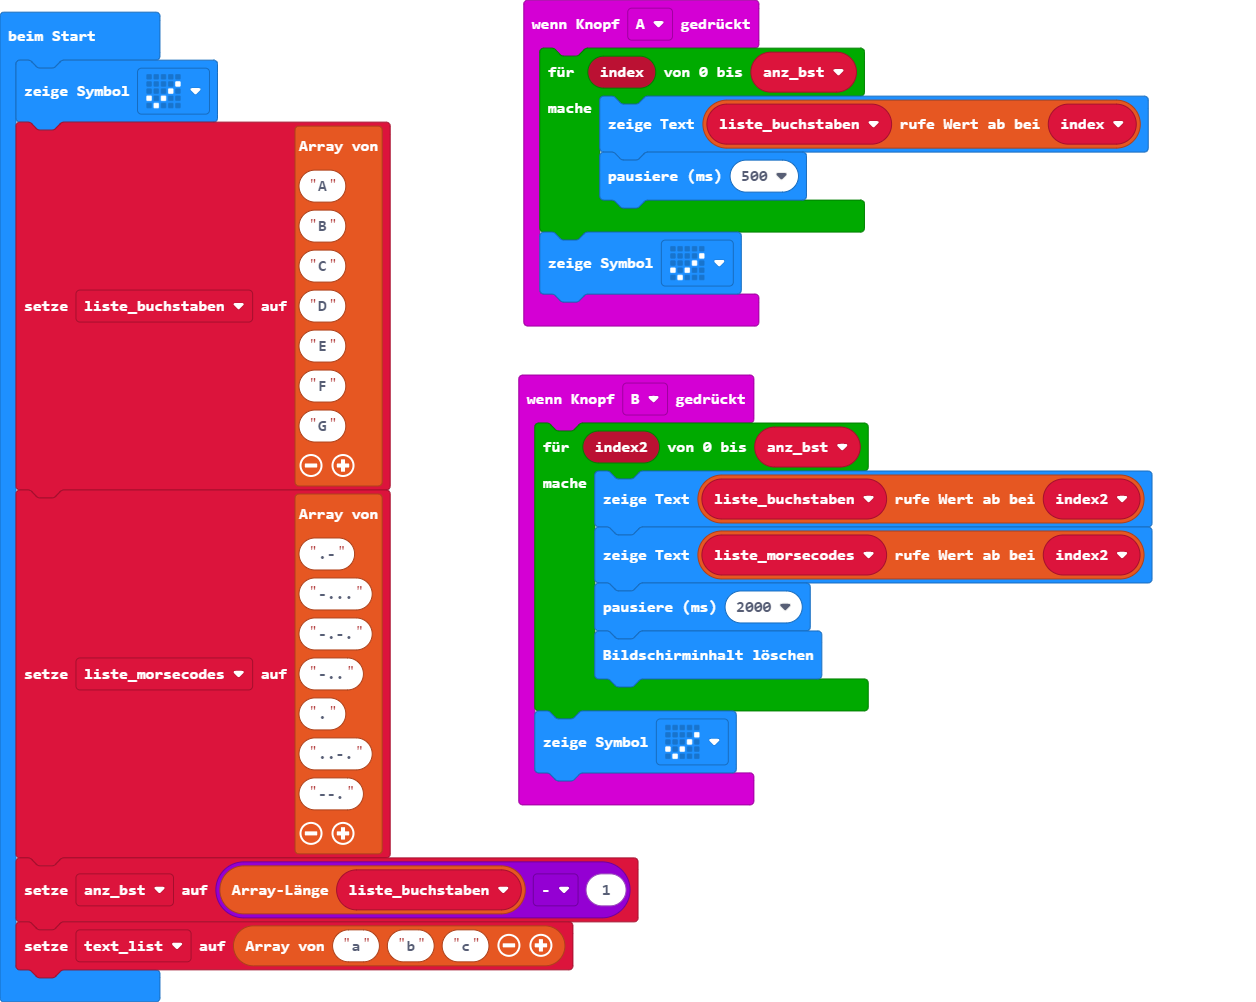 beim Start
zeige Symbol
setze liste_buchstaben auf Array von
"A"
"B"
"C"
"D"
"E"
"F"
"G"
setze liste_morsecodes auf Array von
".-"
"-..."
"-.-."
"-.."
"."
"..-."
"--."
setze anz_bst auf Array-Länge liste_buchstaben - 1
setze text_list auf Array von "a" "b" "c"
wenn Knopf A gedrückt
für index von 0 bis anz_bst
mache
zeige Text liste_buchstaben rufe Wert ab bei index
pausiere (ms) 500
zeige Symbol
wenn Knopf B gedrückt
für index2 von 0 bis anz_bst
mache
zeige Text liste_buchstaben rufe Wert ab bei index2
zeige Text liste_morsecodes rufe Wert ab bei index2
pausiere (ms) 2000
Bildschirminhalt löschen
zeige Symbol